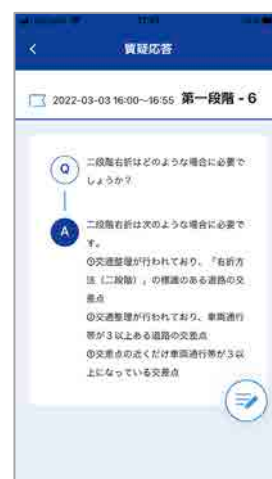 11:51
質疑応答
2022-03-03 16:00~16:55 第一段階 - 6
Q 二段階右折はどのような場合に必要で
しょうか?
A 二段階右折は次のような場合に必要で
す。
①交通整理が行われており、「右折方
法(二段階)」の標識のある道路の交
差点
②交通整理が行われており、車両通行
帯が3以上ある道路の交差点
③交差点の近くだけ車両通行帯が3以
上になっている交差点